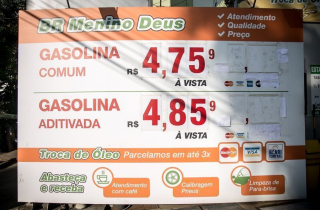 BR Menino Deus
✓ Atendimento
✓ Qualidade
✓ Preço
GASOLINA
COMUM
R$ 4,75⁹
À VISTA
GASOLINA
ADITIVADA
R$ 4,85⁹
À VISTA
Troca de Óleo Parcelamos em até 3x
VISA
Abasteça
e receba
Atendimento
com café
Calibragem
Pneus
Limpeza de
Para-brisa